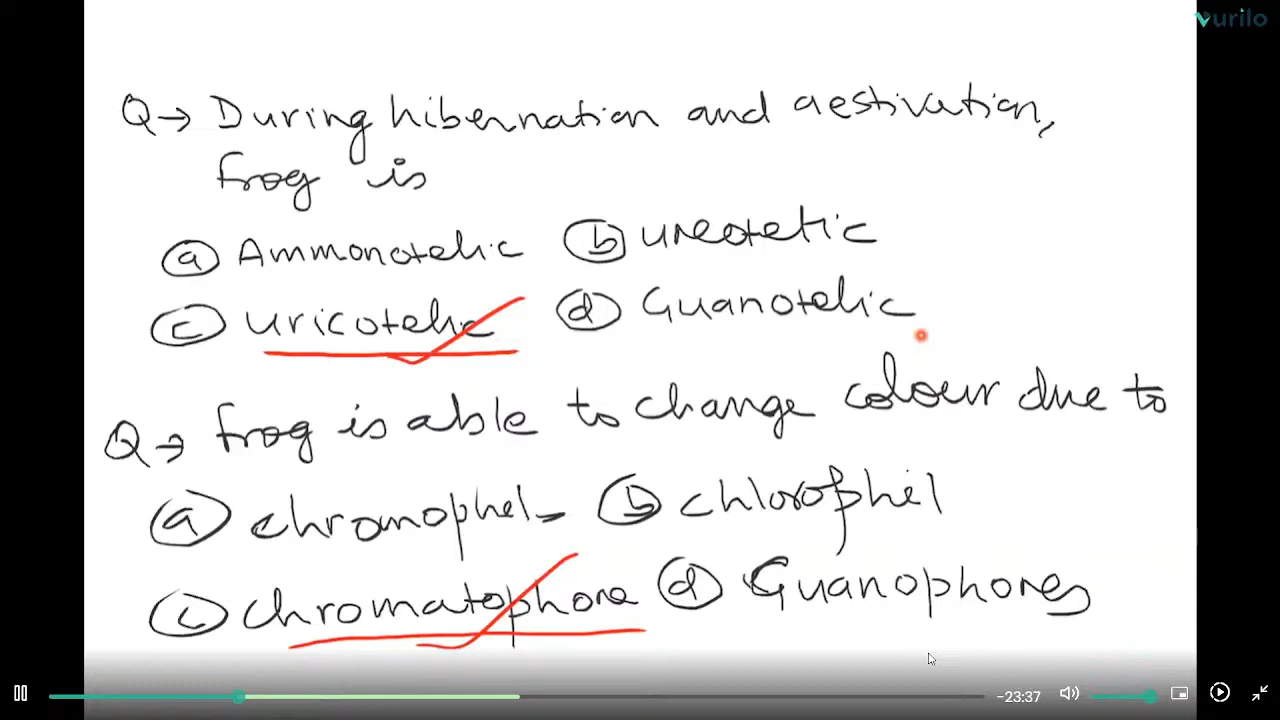 vurilo
Q→ During hibernation and aestivation,
frog is
(a) Ammonotelic (b) ureotelic
(c) uricotelic (d) Guanotelic
Q→ frog is able to change colour due to
(a) chromophel (b) chlorophel
(c) chromatophore (d) Guanophores
-23:37